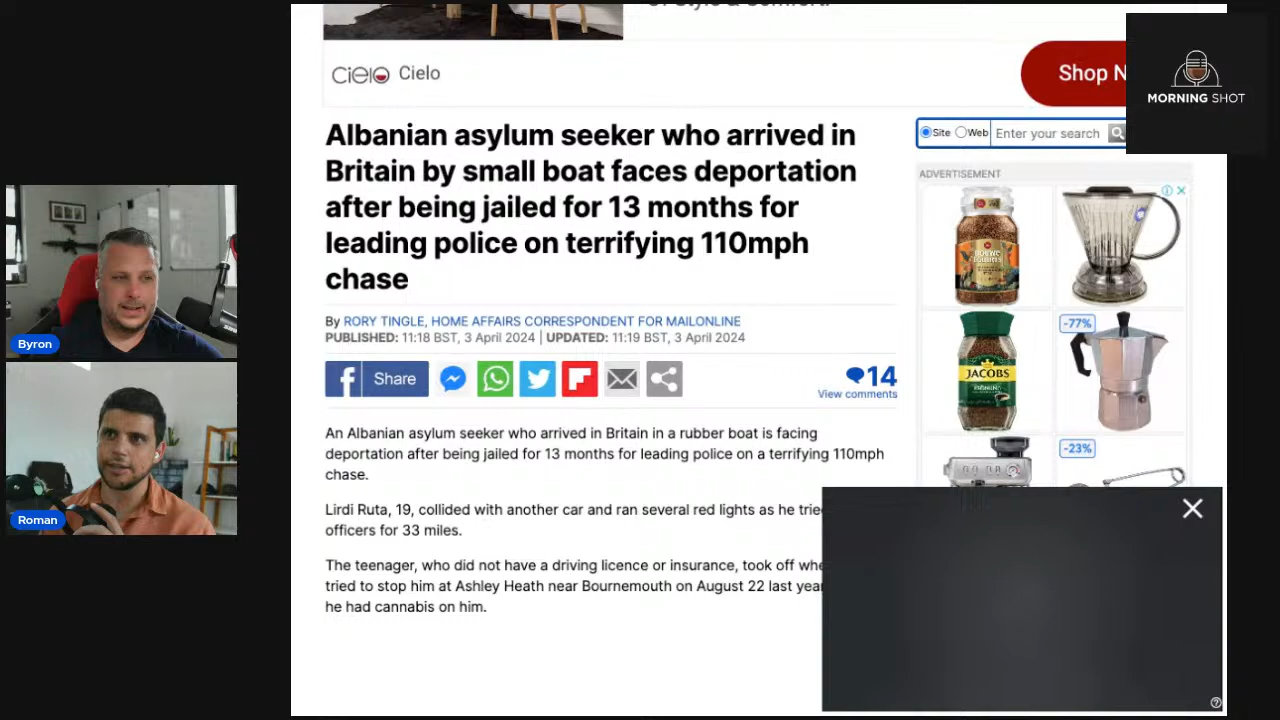 Cielo Cielo
Shop N
MORNING SHOT
Albanian asylum seeker who arrived in
Britain by small boat faces deportation
after being jailed for 13 months for
leading police on terrifying 110mph
chase
By RORY TINGLE, HOME AFFAIRS CORRESPONDENT FOR MAILONLINE
PUBLISHED: 11:18 BST, 3 April 2024 | UPDATED: 11:19 BST, 3 April 2024
Share
14
View comments
An Albanian asylum seeker who arrived in Britain in a rubber boat is facing
deportation after being jailed for 13 months for leading police on a terrifying 110mph
chase.
Lirdi Ruta, 19, collided with another car and ran several red lights as he tried
officers for 33 miles.
The teenager, who did not have a driving licence or insurance, took off whe
tried to stop him at Ashley Heath near Bournemouth on August 22 last year
he had cannabis on him.
Site Web Enter your search
ADVERTISEMENT
JACOBS
-77%
-23%
Byron
Roman